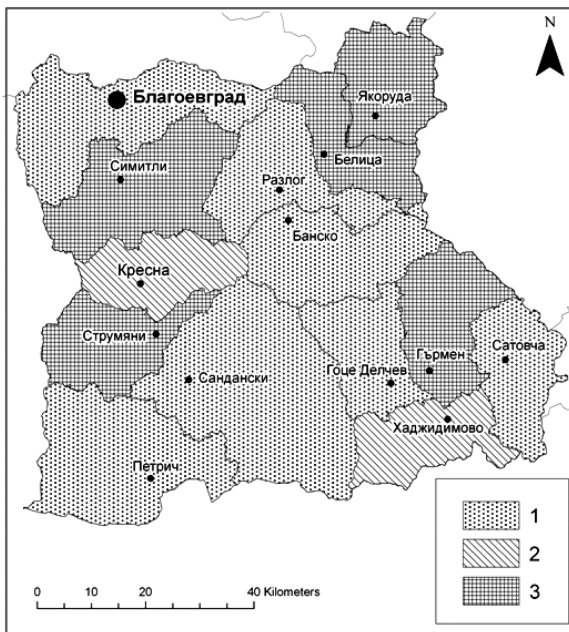 N
Якоруда
Благоевград
Белица
Симитли
Разлог
Банско
Кресна
Струмяни
Сатовча
Гърмен
Гоце Делчев
Сандански
Хаджидимово
Петрич
1
2
3
0 10 20 40 Kilometers